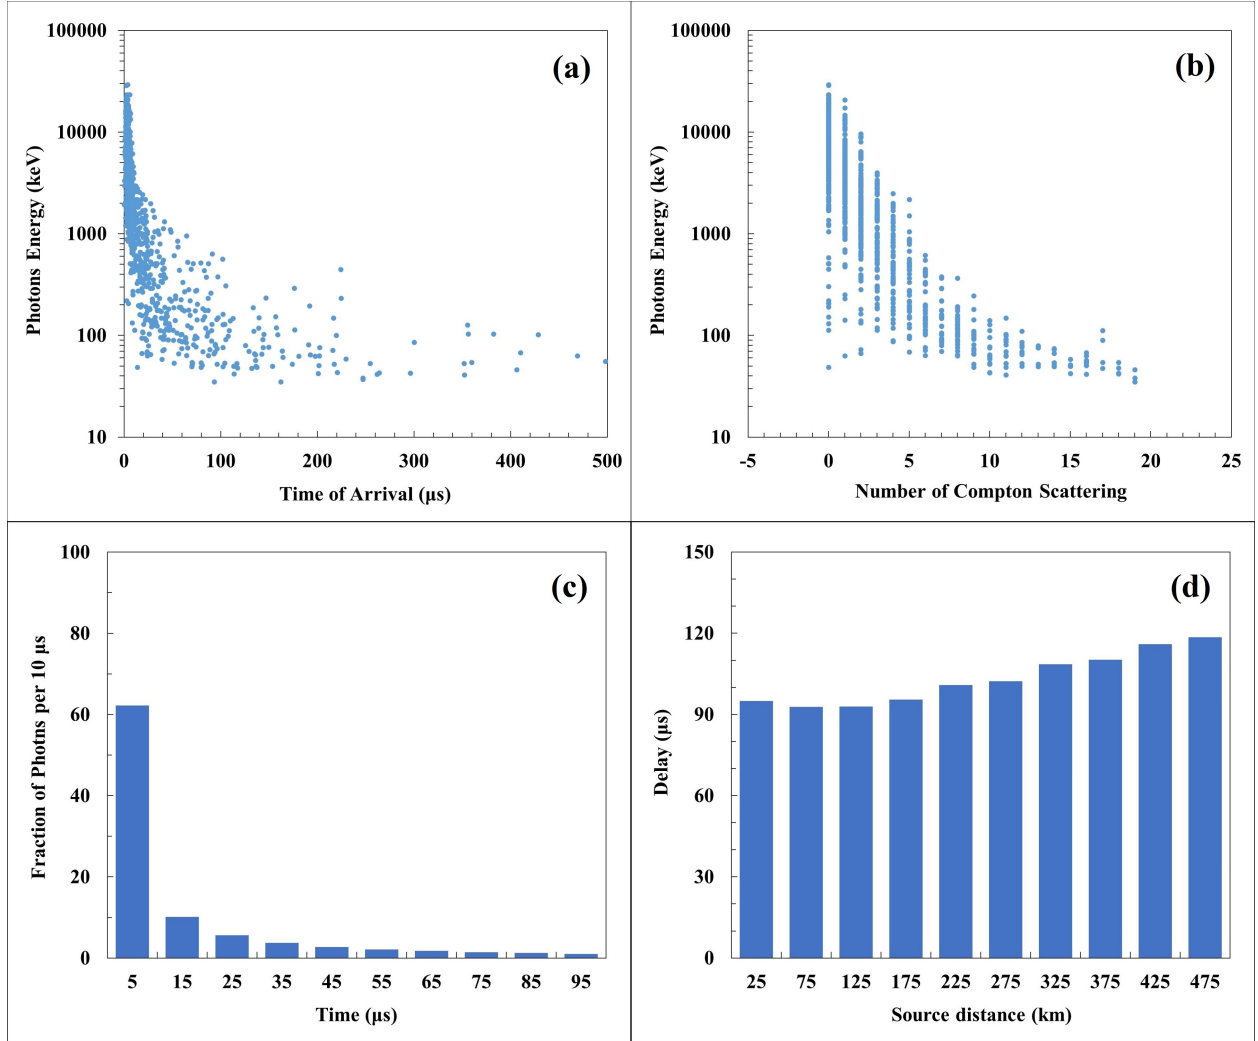 (a)
Photons Energy (keV)
100000
10000
1000
100
10
0 100 200 300 400 500
Time of Arrival (µs)
(b)
Photons Energy (keV)
100000
10000
1000
100
10
-5 0 5 10 15 20 25
Number of Compton Scattering
(c)
Fraction of Photns per 10 µs
100
80
60
40
20
0
5 15 25 35 45 55 65 75 85 95
Time (µs)
(d)
Delay (µs)
150
120
90
60
30
0
25 75 125 175 225 275 325 375 425 475
Source distance (km)